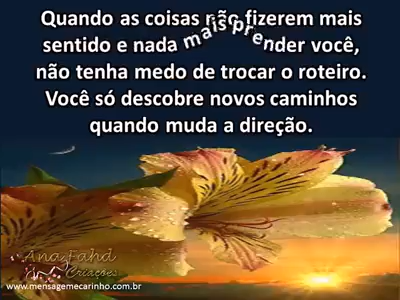 Quando as coisas não fizerem mais
sentido e nada mais prender você,
não tenha medo de trocar o roteiro.
Você só descobre novos caminhos
quando muda a direção.
Ana Fahd
Criações
www.mensagemecarinho.com.br